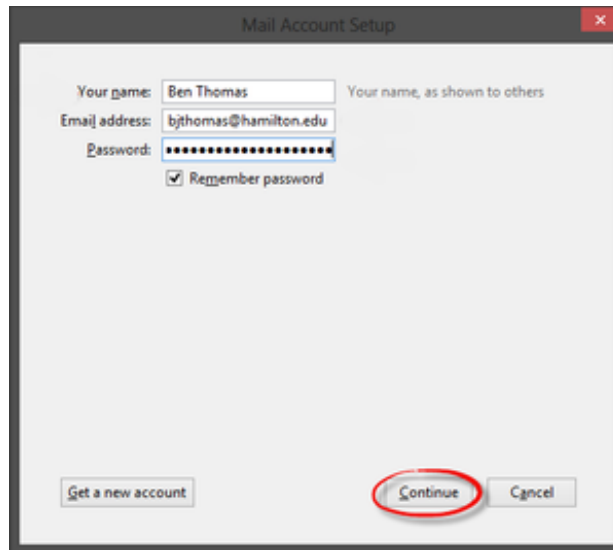 Mail Account Setup
Your name: Ben Thomas Your name, as shown to others
Email address: bjthomas@hamilton.edu
Password: ••••••••••••••••••••
Remember password
Get a new account Continue Cancel